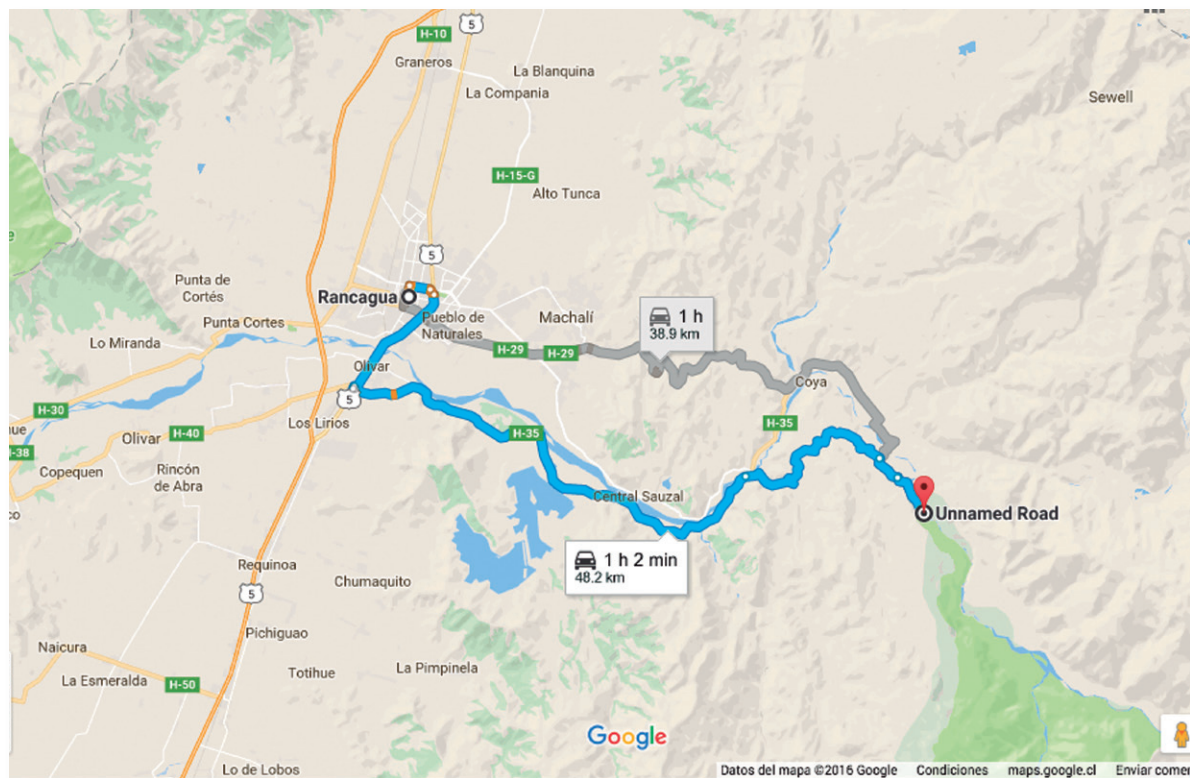 5
H-10
Graneros
La Blanquina
La Compania
Sewell
H-15-G
Alto Tunca
5
Punta de
Cortés
Rancagua
Punta Cortes
Pueblo de
Naturales
Machalí
1 h
38.9 km
Lo Miranda
H-29
H-29
Olivar
Coya
5
H-30
Los Lirios
H-35
H-35
Olivar
H-40
Copequen
Rincón
de Abra
Central Sauzal
Unnamed Road
1 h 2 min
48.2 km
Requinoa
Chumaquito
5
Pichiguao
Naicura
Totihue
La Pimpinela
La Esmeralda
H-50
Google
Lo de Lobos
Datos del mapa ©2016 Google
Condiciones
maps.google.cl
Enviar